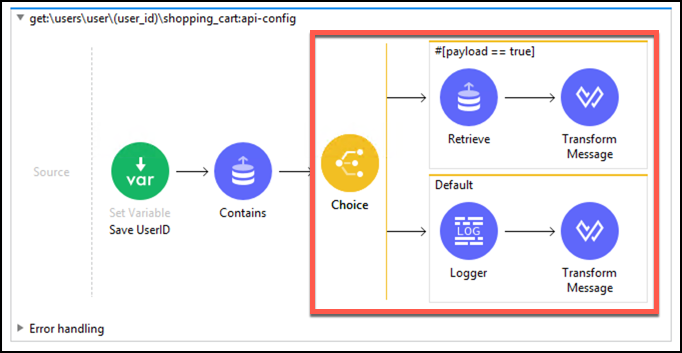 get:\users\user\(user_id)\shopping_cart:api-config
Source
var
Set Variable
Save UserID
Contains
Choice
#[payload == true]
Retrieve
Transform
Message
Default
LOG
Logger
Transform
Message
Error handling